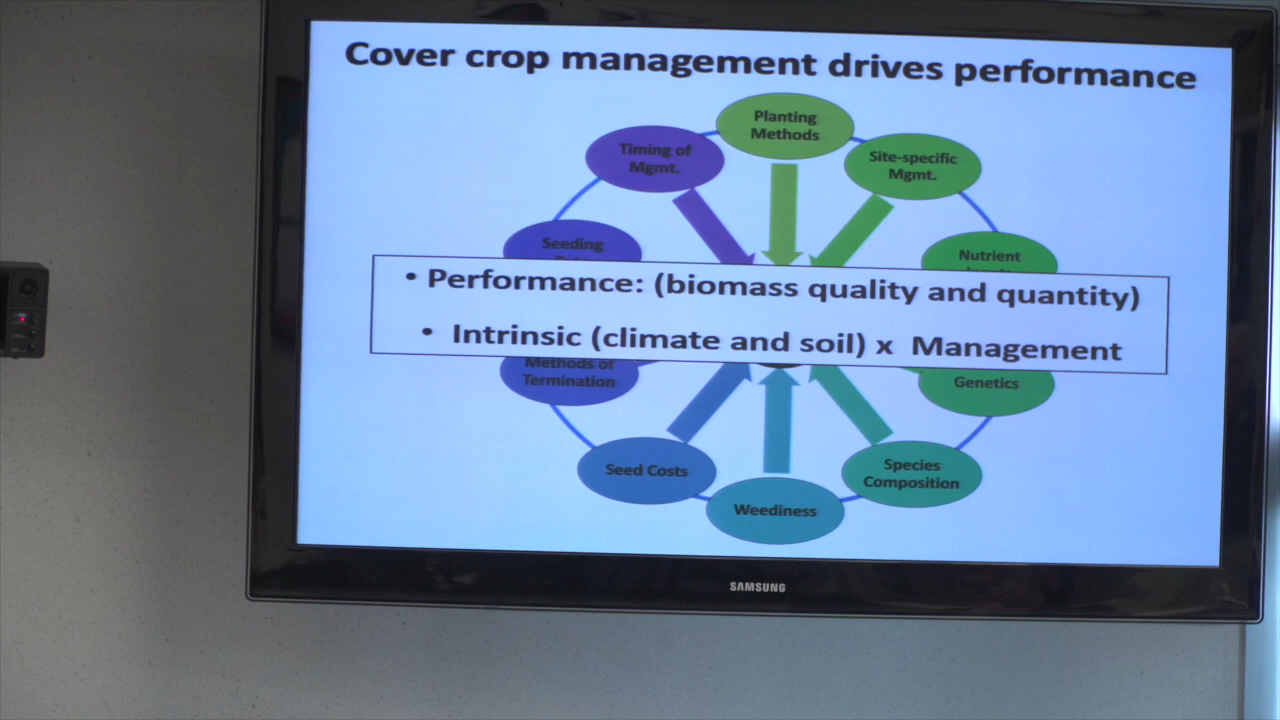 Cover crop management drives performance
Planting
Methods
Timing of
Mgmt.
Site-specific
Mgmt.
Seeding
Nutrient
• Performance: (biomass quality and quantity)
• Intrinsic (climate and soil) x Management
Methods of
Termination
Genetics
Seed Costs
Species
Composition
Weediness
SAMSUNG